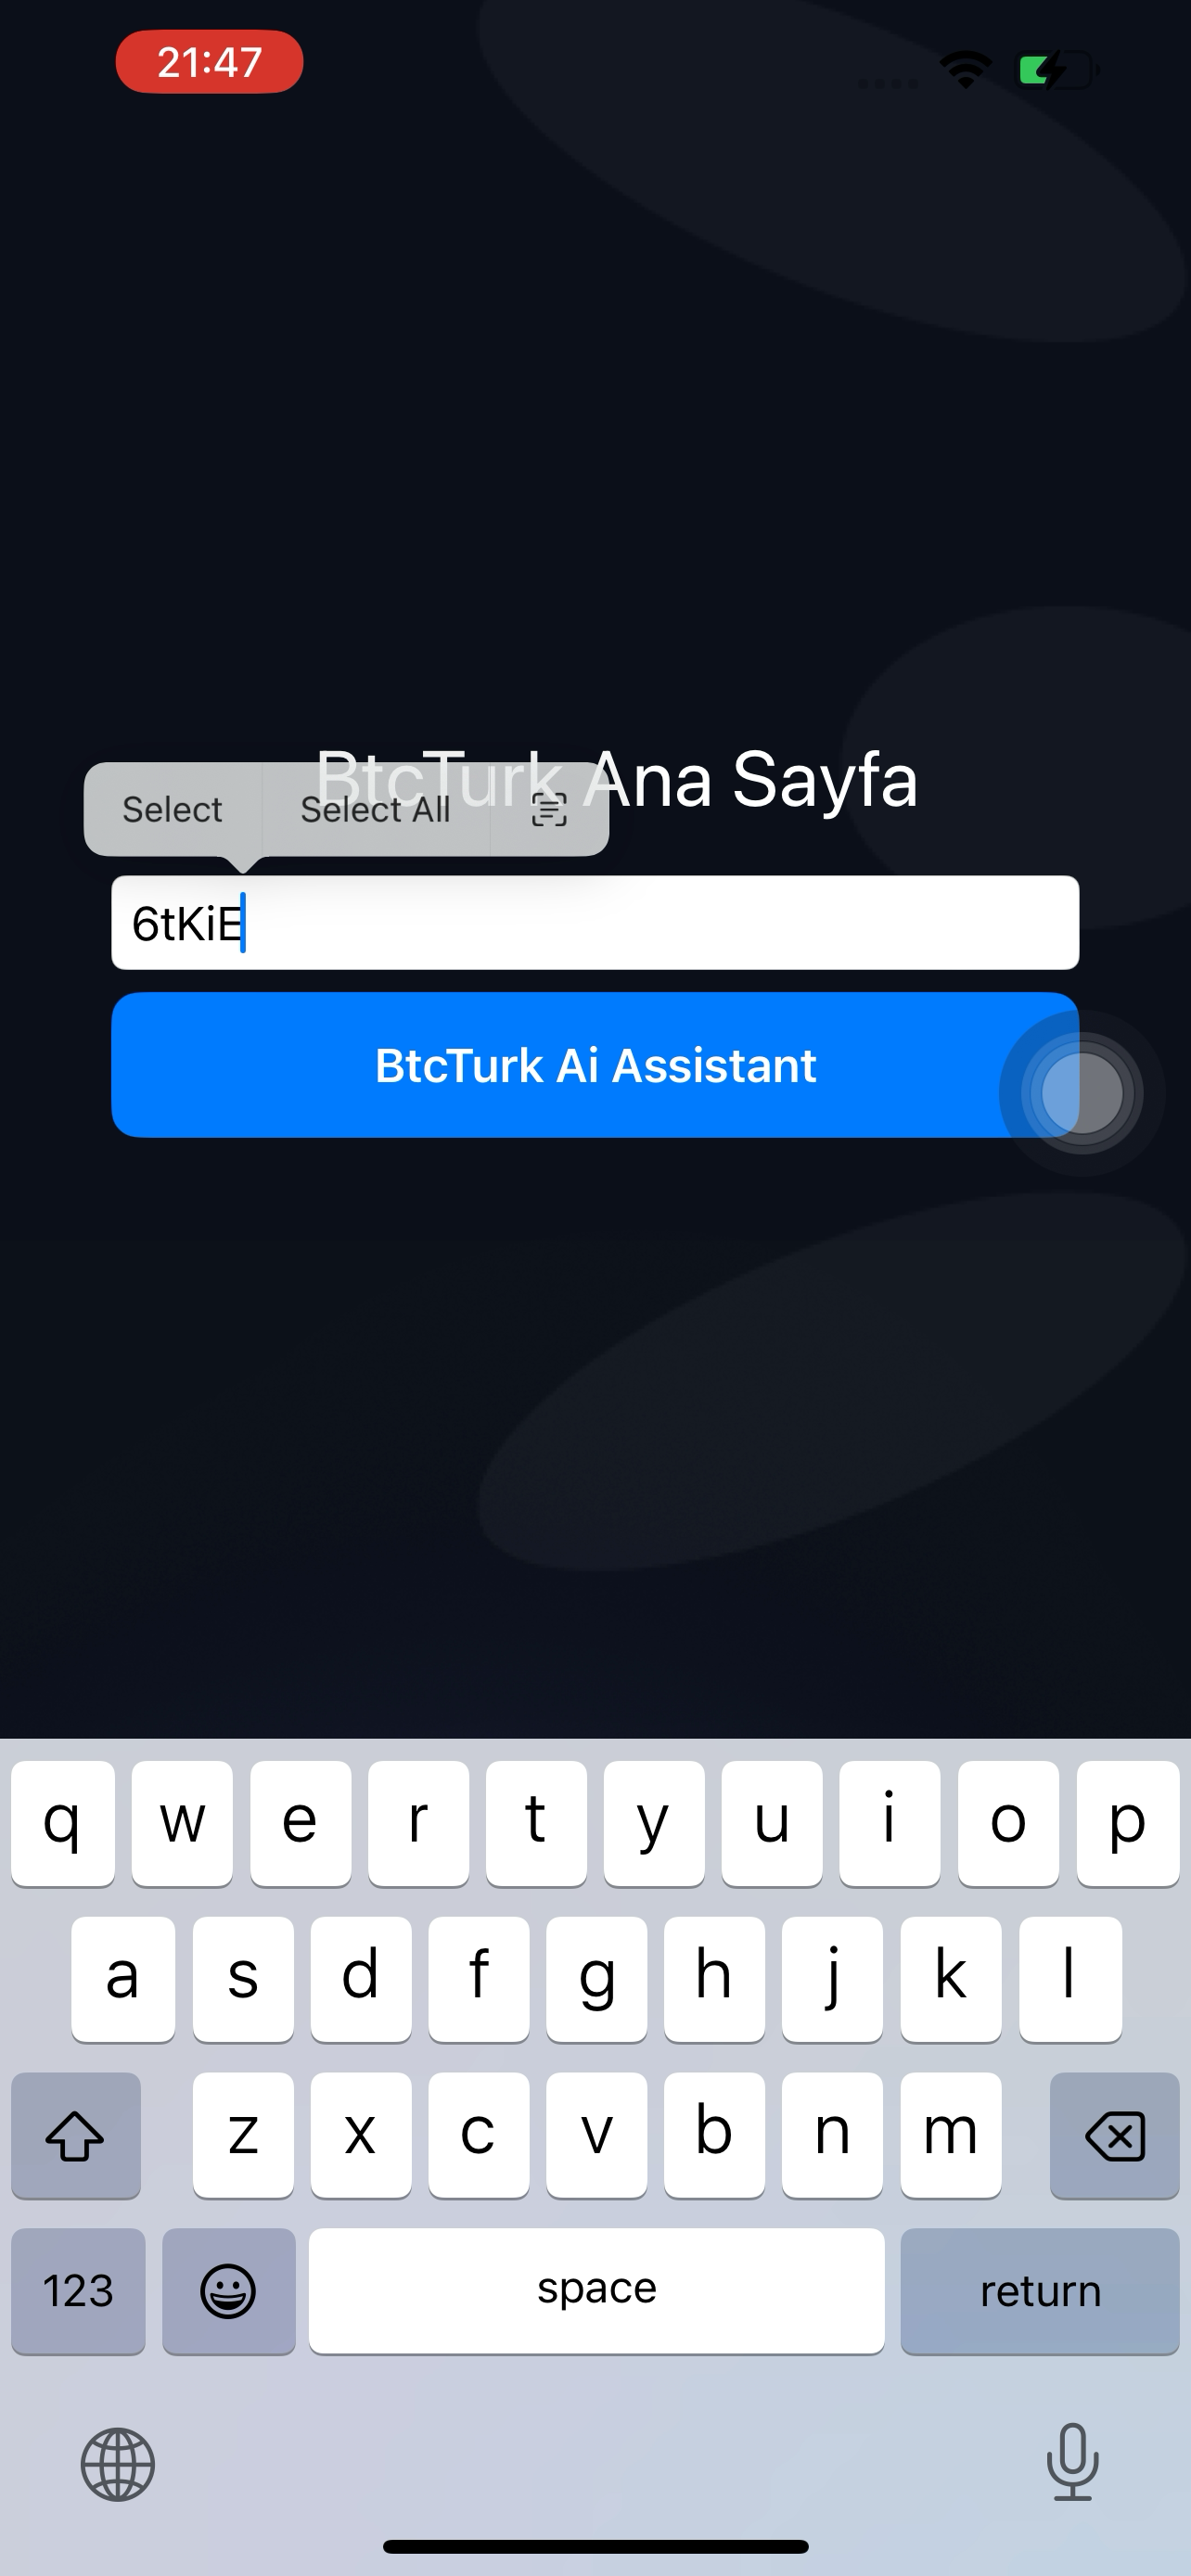 21:47
BtcTurk Ana Sayfa
Select Select All
6tKiE
BtcTurk Ai Assistant
q w e r t y u i o p
a s d f g h j k l
z x c v b n m
123 space return